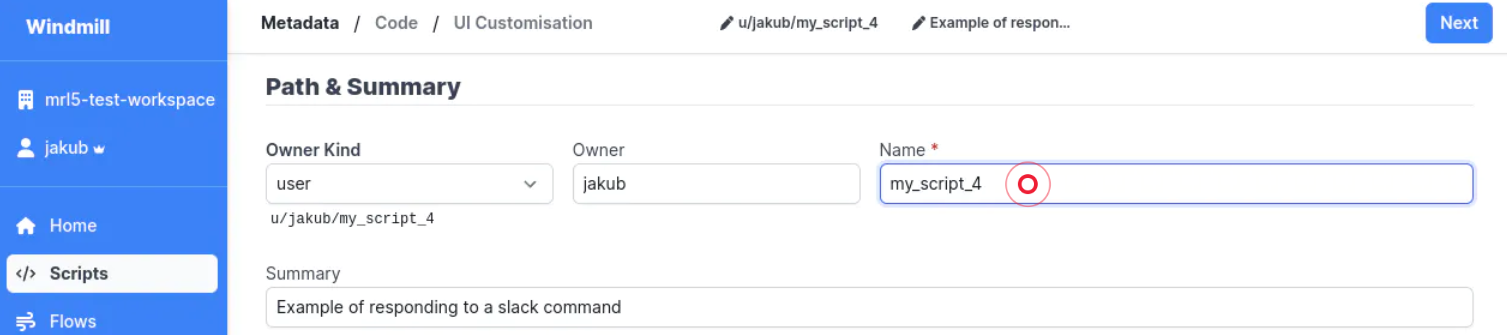 Windmill
Metadata / Code / UI Customisation
u/jakub/my_script_4
Example of respon...
Next
mrl5-test-workspace
jakub
Home
</> Scripts
Flows
Path & Summary
Owner Kind
Owner
Name *
user
jakub
my_script_4
u/jakub/my_script_4
Summary
Example of responding to a slack command